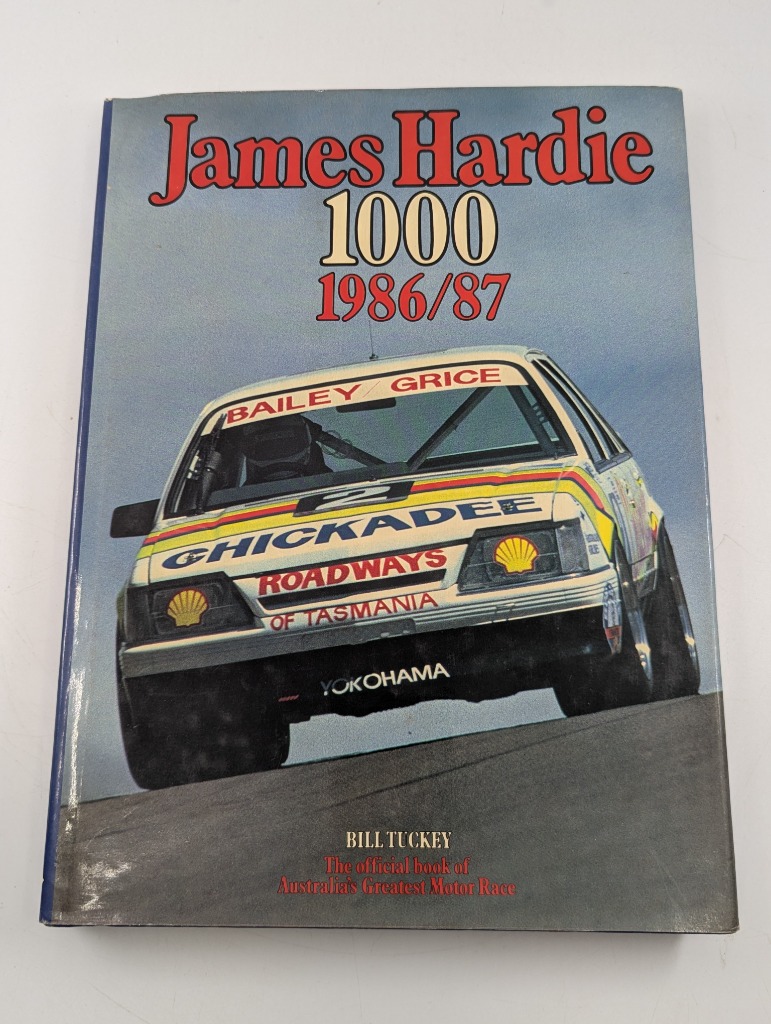 James Hardie
1000
1986/87
BAILEY/GRICE
2
CHICKADEE
ROADWAYS
OF TASMANIA
YOKOHAMA
BILL TUCKEY
The official book of
Australia's Greatest Motor Race